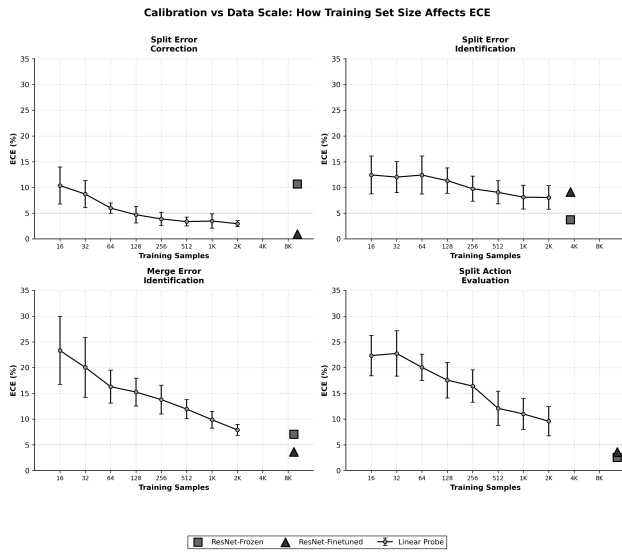 Calibration vs Data Scale: How Training Set Size Affects ECE
Split Error
Correction
ECE (%)
35
30
25
20
15
10
5
0
16 32 64 128 256 512 1K 2K 4K 8K
Training Samples
Split Error
Identification
ECE (%)
35
30
25
20
15
10
5
0
16 32 64 128 256 512 1K 2K 4K 8K
Training Samples
Merge Error
Identification
ECE (%)
35
30
25
20
15
10
5
0
16 32 64 128 256 512 1K 2K 4K 8K
Training Samples
Split Action
Evaluation
ECE (%)
35
30
25
20
15
10
5
0
16 32 64 128 256 512 1K 2K 4K 8K
Training Samples
ResNet-Frozen ResNet-Finetuned Linear Probe